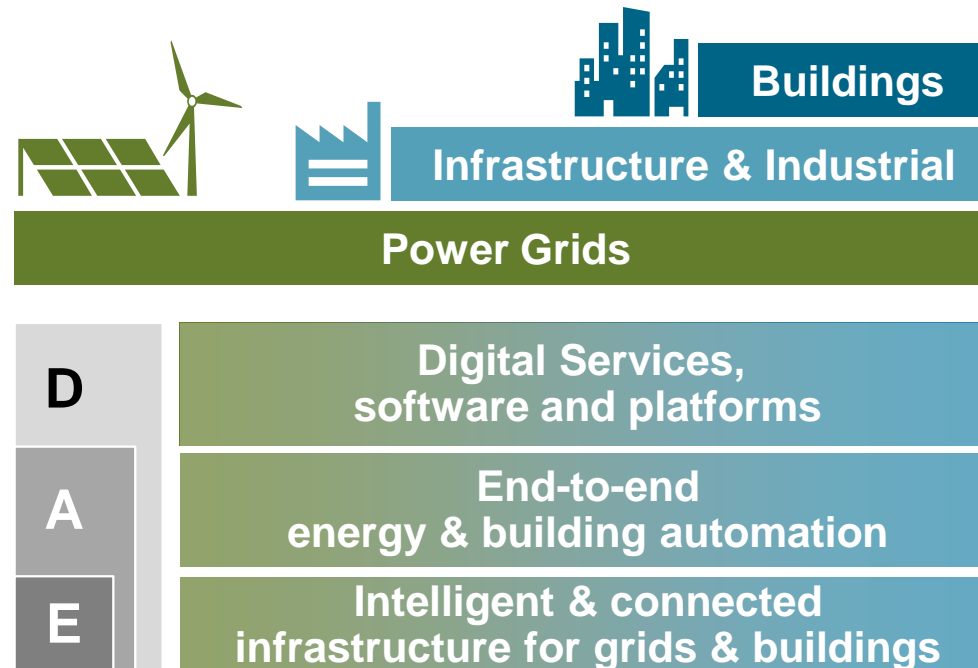 Buildings
Infrastructure & Industrial
Power Grids
D
Digital Services,
software and platforms
A
End-to-end
energy & building automation
E
Intelligent & connected
infrastructure for grids & buildings